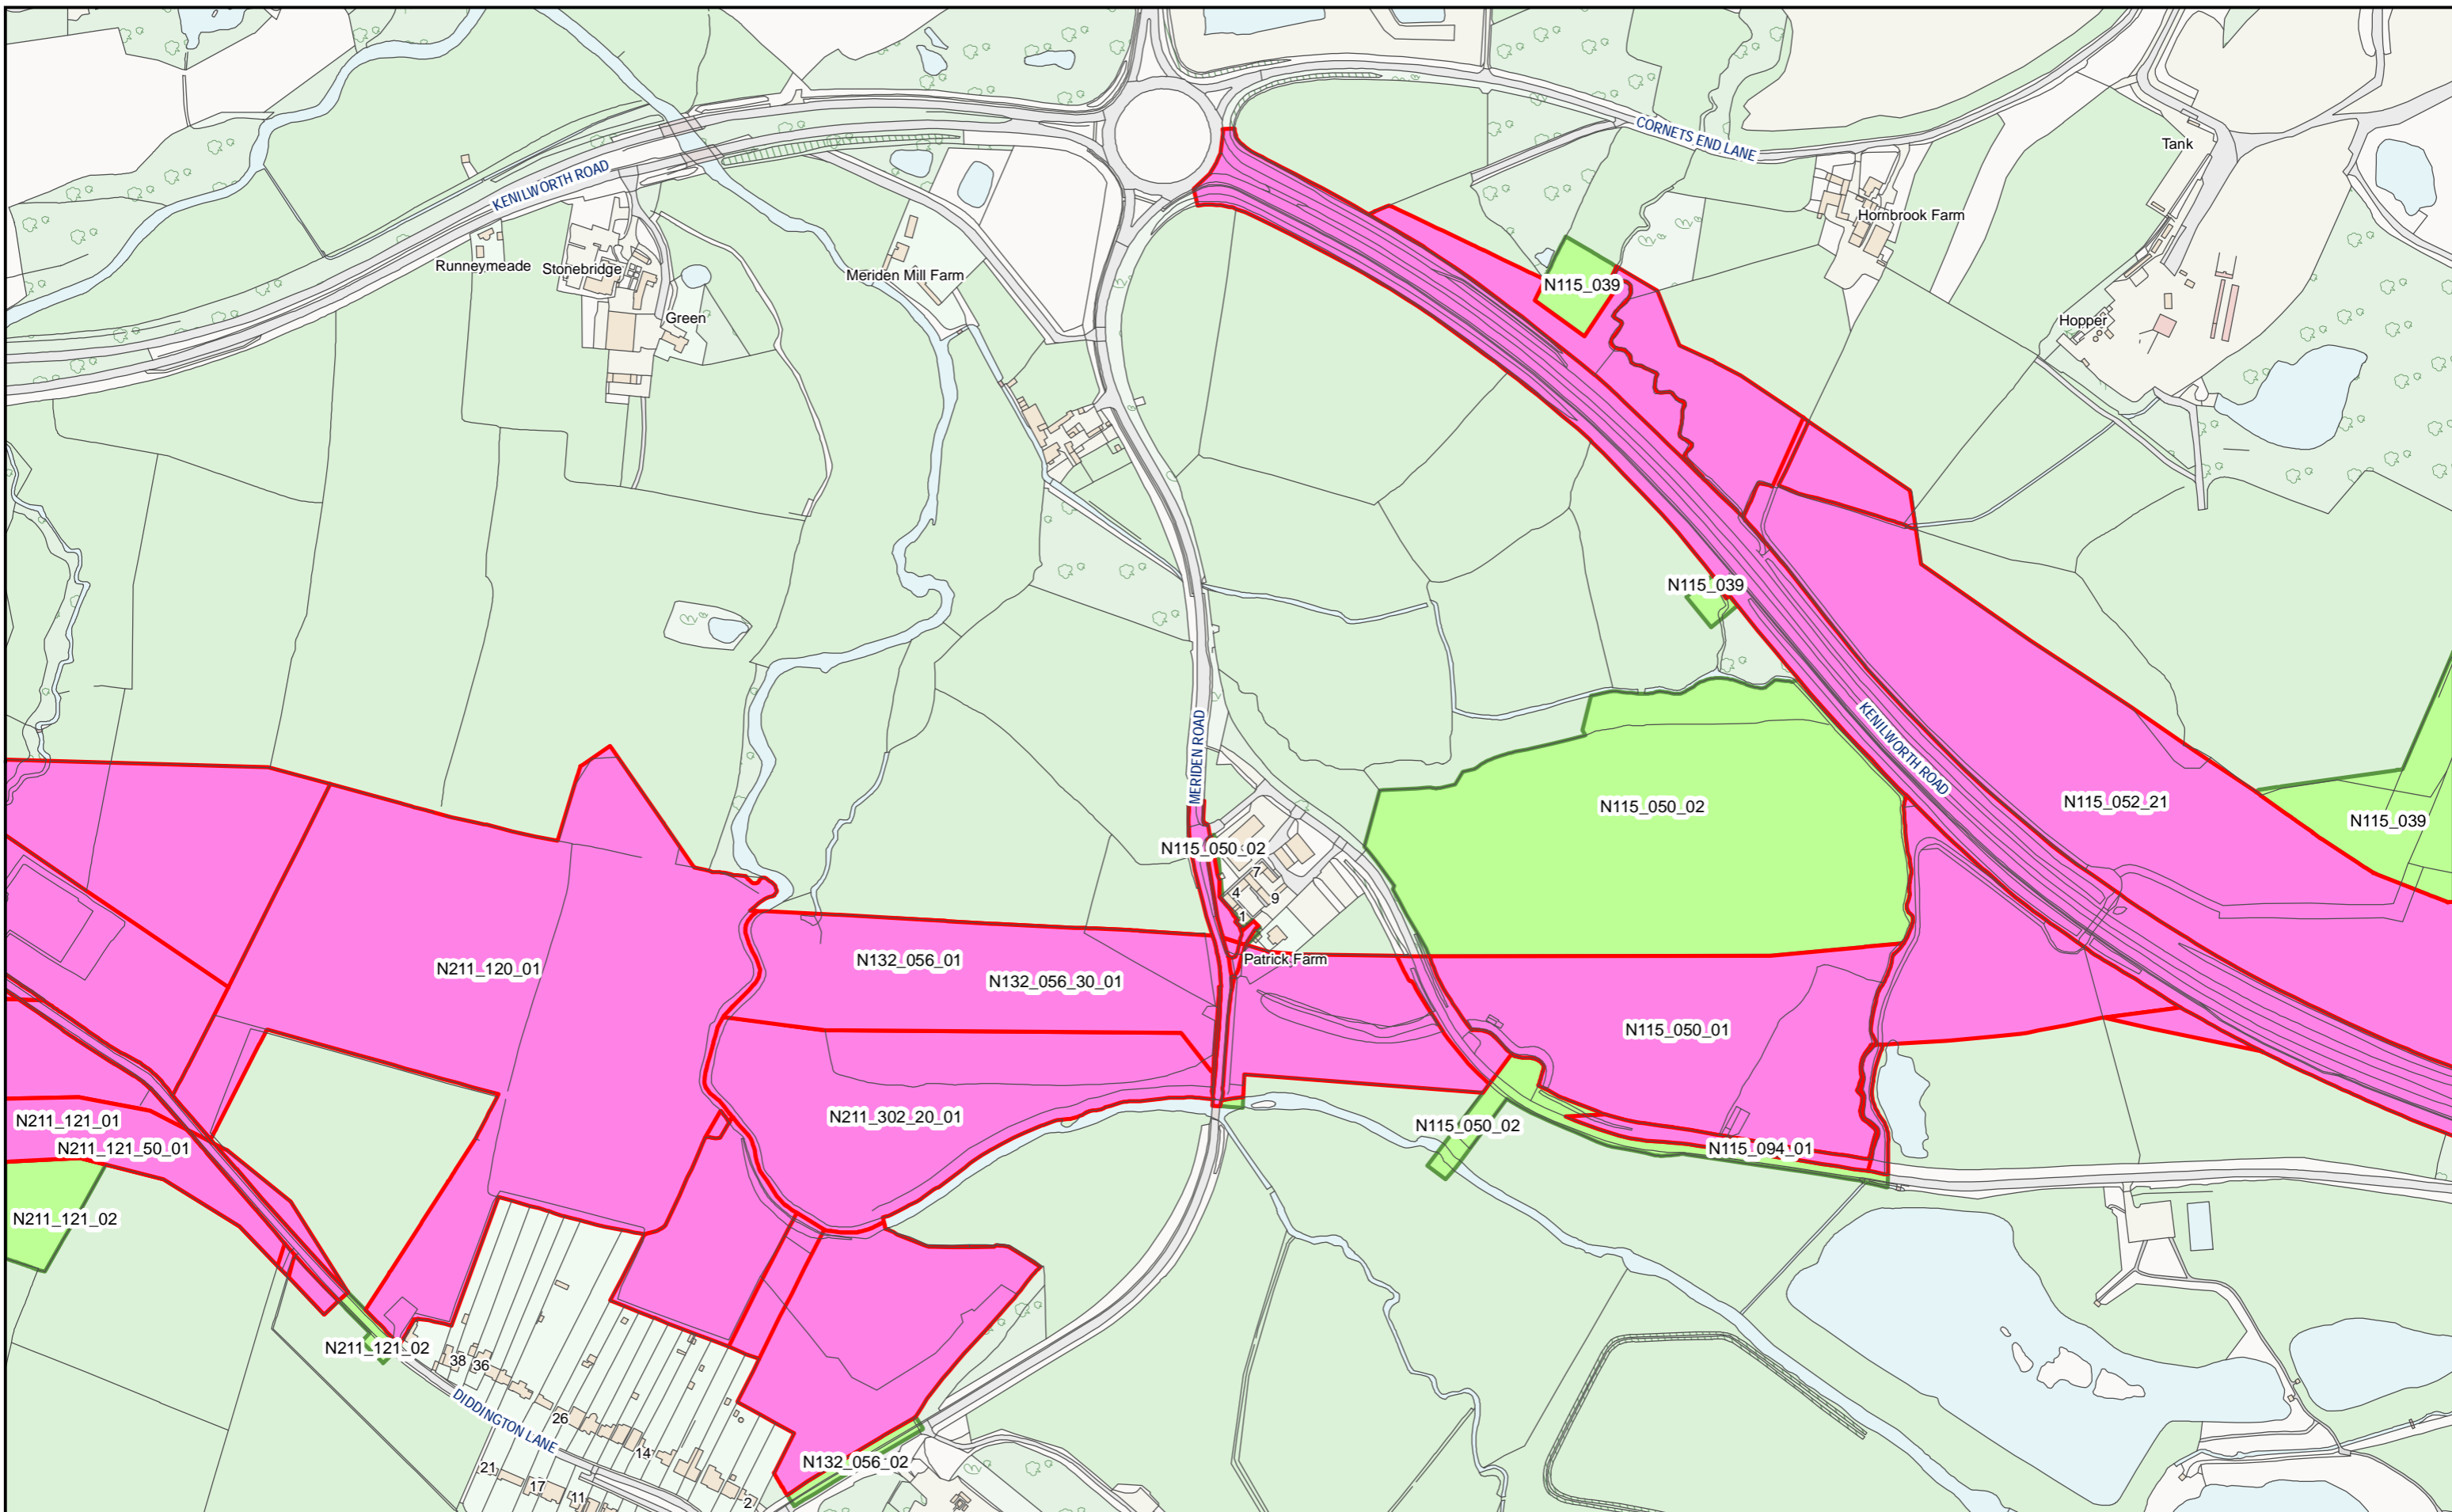 CORNETS END LANE
Tank
KENILWORTH ROAD
Hornbrook Farm
Runneymeade
Stonebridge
Meriden Mill Farm
N115_039
Green
Hopper
N115_039
MERIDEN ROAD
KENILWORTH ROAD
N115_050_02
N115_052_21
N115_039
N115_050_02
7
4
9
1
N211_120_01
N132_056_01
Patrick Farm
N132_056_30_01
N115_050_01
N211_121_01
N211_302_20_01
N115_050_02
N211_121_50_01
N115_094_01
N211_121_02
N211_121_02
38
36
DIDDINGTON LANE
26
14
N132_056_02
21
17
11
2